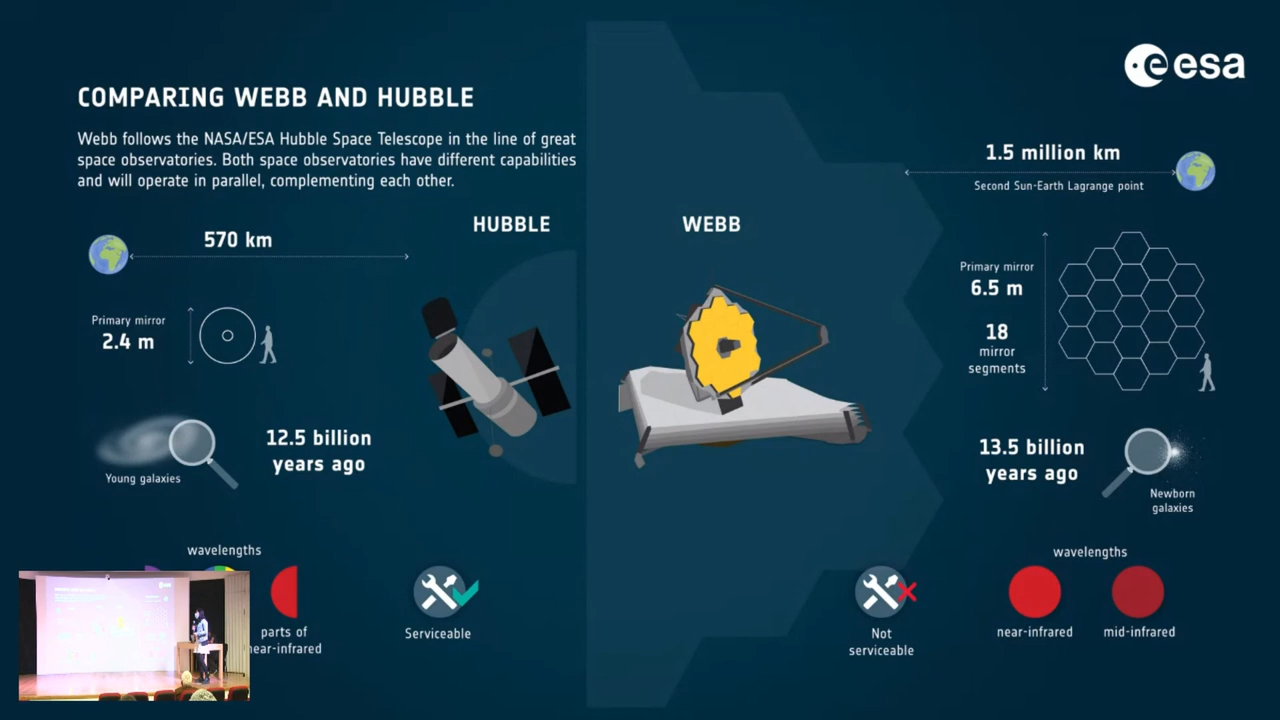 esa
COMPARING WEBB AND HUBBLE
Webb follows the NASA/ESA Hubble Space Telescope in the line of great
space observatories. Both space observatories have different capabilities
and will operate in parallel, complementing each other.
HUBBLE
570 km
Primary mirror
2.4 m
12.5 billion
years ago
Young galaxies
wavelengths
parts of
near-infrared
Serviceable
WEBB
1.5 million km
Second Sun-Earth Lagrange point
Primary mirror
6.5 m
18
mirror
segments
13.5 billion
years ago
Newborn
galaxies
wavelengths
near-infrared
mid-infrared
Not
serviceable